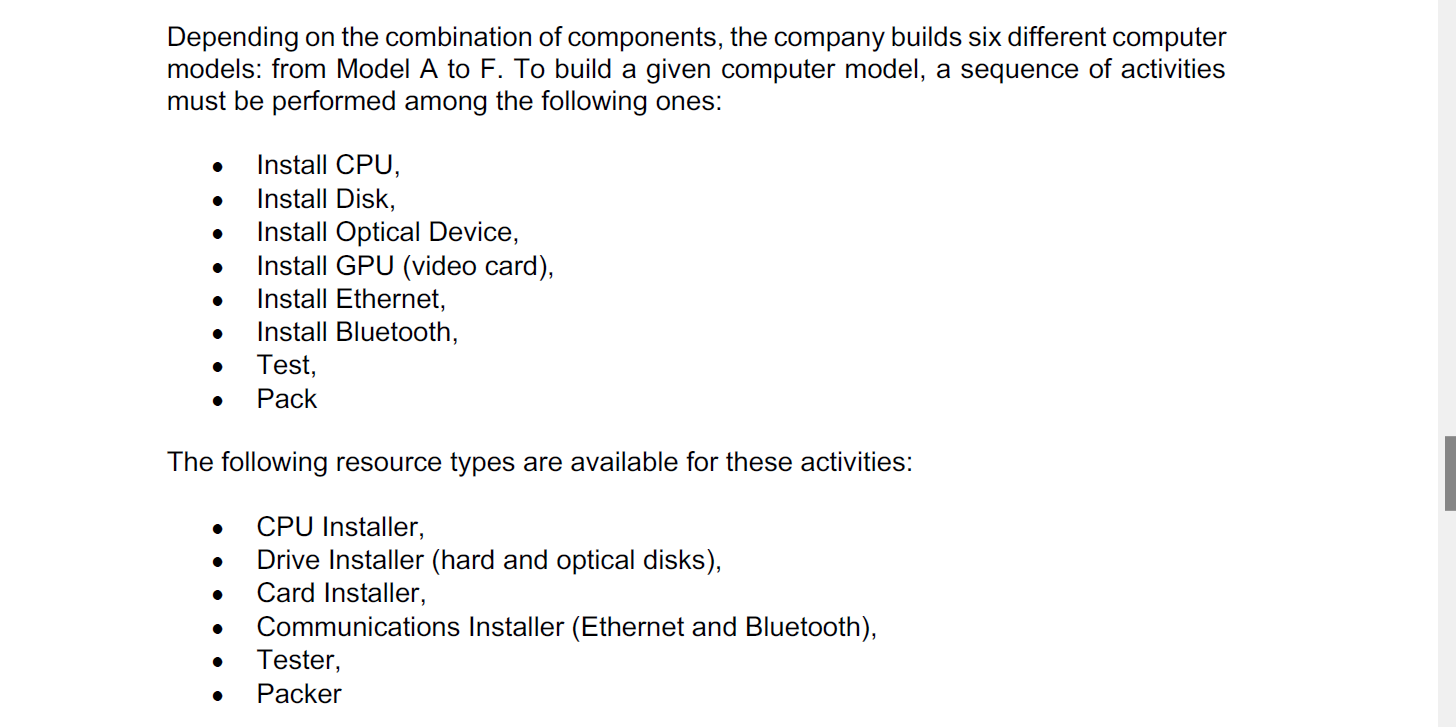 Depending on the combination of components, the company builds six different computer
models: from Model A to F. To build a given computer model, a sequence of activities
must be performed among the following ones:
• Install CPU,
• Install Disk,
• Install Optical Device,
• Install GPU (video card),
• Install Ethernet,
• Install Bluetooth,
• Test,
• Pack
The following resource types are available for these activities:
• CPU Installer,
• Drive Installer (hard and optical disks),
• Card Installer,
• Communications Installer (Ethernet and Bluetooth),
• Tester,
• Packer